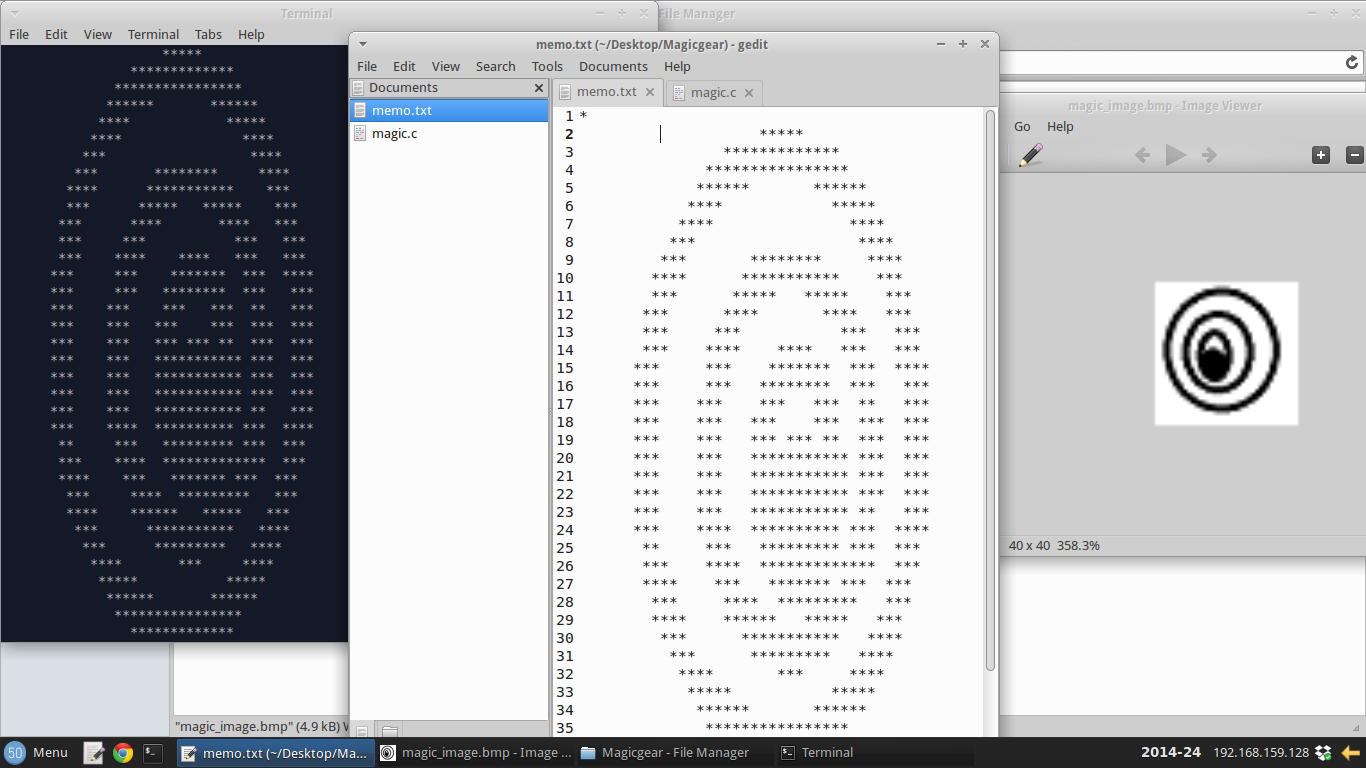 Terminal
File Edit View Terminal Tabs Help
File Manager
memo.txt (~/Desktop/Magicgear) - gedit
File Edit View Search Tools Documents Help
Documents
memo.txt
magic.c
memo.txt
magic.c
1 *
2 *****
3 *************
4 ****************
5 ****** ******
6 **** *****
7 **** ****
8 *** ****
9 *** ******** ****
10 **** *********** ***
11 *** ***** ***** ***
12 *** **** **** ***
13 *** *** *** ***
14 *** **** **** *** ***
15 *** *** ******* *** ****
16 *** *** ******** *** ***
17 *** *** *** *** ** ***
18 *** *** *** *** *** ***
19 *** *** *** *** ** *** ***
20 *** *** *********** *** ***
21 *** *** *********** *** ***
22 *** *** *********** *** ***
23 *** *** *********** ** ***
24 *** **** ********** *** ****
25 ** *** ********* *** ***
26 *** **** ************* ***
27 **** *** ******* *** ***
28 *** **** ********* ***
29 **** ****** ***** ***
30 *** *********** ****
31 *** ********* ****
32 **** *** ****
33 ***** *****
34 ****** ******
35 ****************
magic_image.bmp - Image Viewer
Go Help
40 x 40 358.3%
"magic_image.bmp" (4.9 kB)
50 Menu
memo.txt (~/Desktop/Ma...
magic_image.bmp - Image ...
Magicgear - File Manager
Terminal
2014-24
192.168.159.128